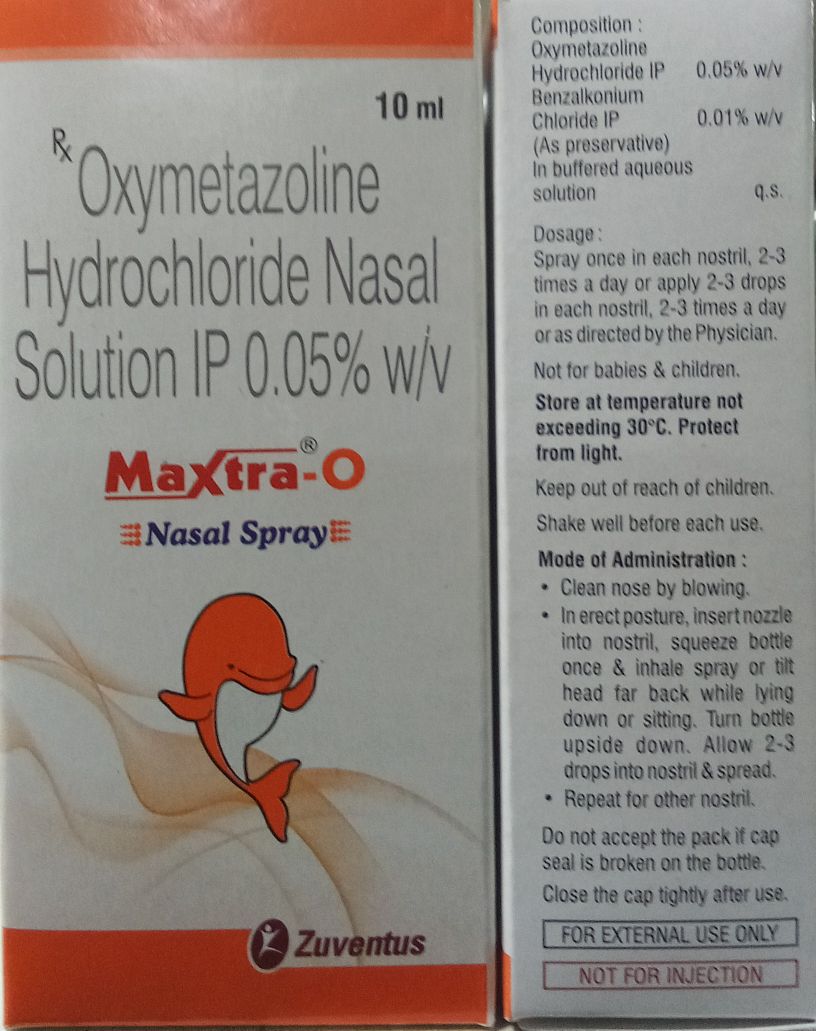 10 ml
Rx Oxymetazoline
Hydrochloride Nasal
Solution IP 0.05% w/v
Maxtra-O®
Nasal Spray
Zuventus
Composition :
Oxymetazoline
Hydrochloride IP 0.05% w/v
Benzalkonium
Chloride IP 0.01% w/v
(As preservative)
In buffered aqueous
solution q.s.
Dosage :
Spray once in each nostril, 2-3
times a day or apply 2-3 drops
in each nostril, 2-3 times a day
or as directed by the Physician.
Not for babies & children.
Store at temperature not
exceeding 30°C. Protect
from light.
Keep out of reach of children.
Shake well before each use.
Mode of Administration :
• Clean nose by blowing.
• In erect posture, insert nozzle
into nostril, squeeze bottle
once & inhale spray or tilt
head far back while lying
down or sitting. Turn bottle
upside down. Allow 2-3
drops into nostril & spread.
• Repeat for other nostril.
Do not accept the pack if cap
seal is broken on the bottle.
Close the cap tightly after use.
FOR EXTERNAL USE ONLY
NOT FOR INJECTION